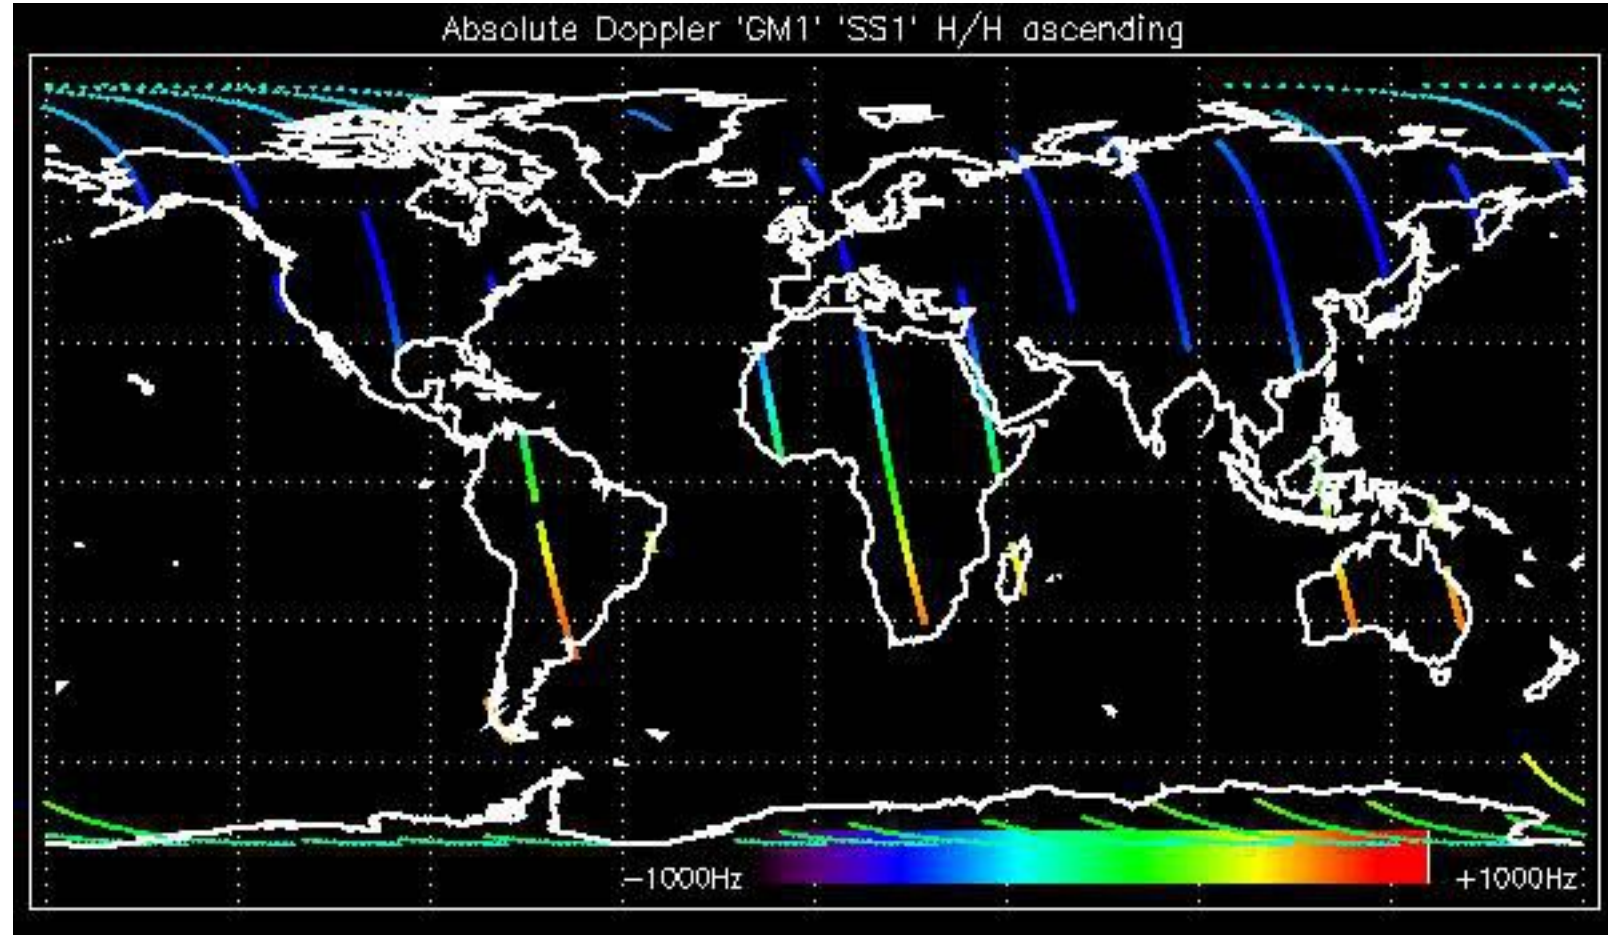 Absolute Doppler 'GM1' 'SS1' H/H ascending
−1000Hz
+1000Hz